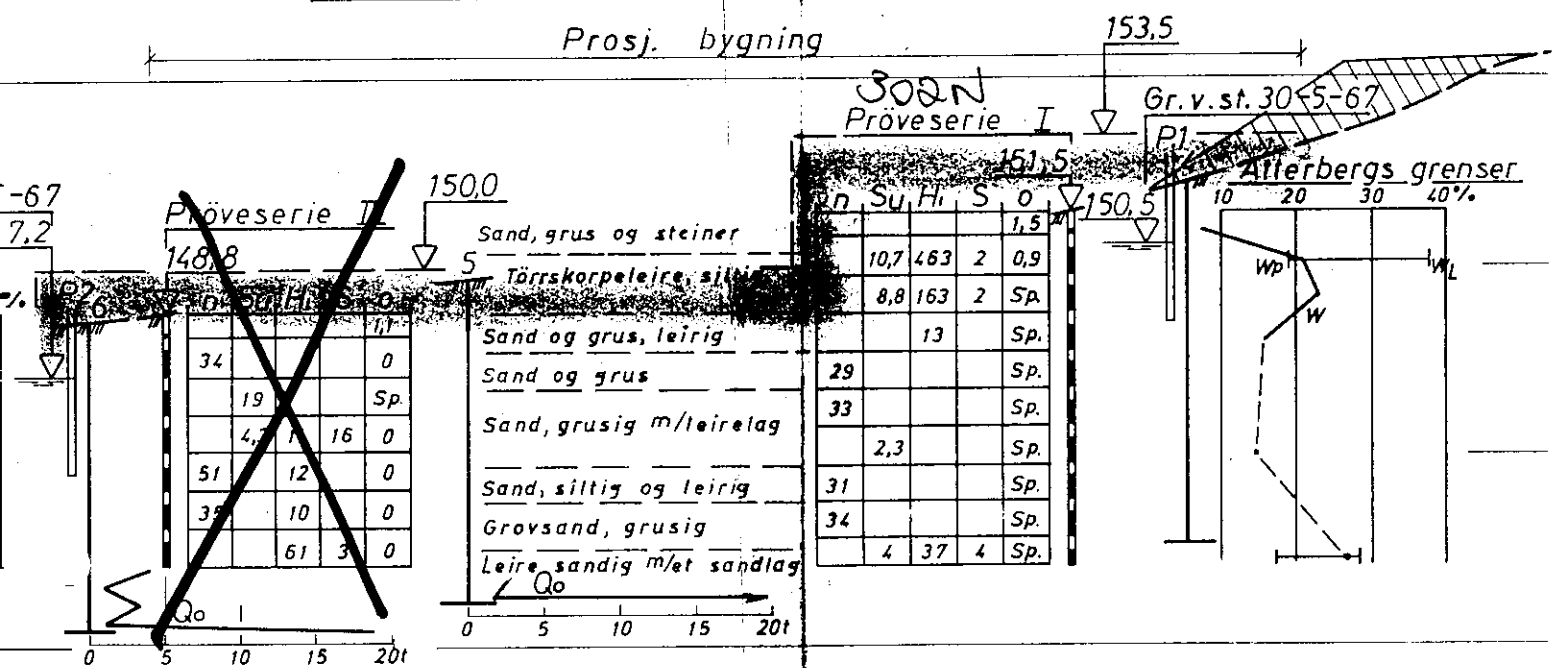 Prosj. bygning
153,5
302N
Pröveserie I
Gr.v.st. 30-5-67
P1
151,5
150,5
Atterbergs grenser
10 20 30 40%
Wp WL
W
n Su H1 S o
1,5
10,7 463 2 0,9
8,8 163 2 Sp.
13 Sp.
29 Sp.
33 Sp.
2,3 Sp.
31 Sp.
34 Sp.
4 37 4 Sp.
-67
7,2
%
Pröveserie
148,8
150,0
5
6
1,1
34 0
19 Sp.
16 0
51 12 0
10 0
61 3 0
Qo
0 5 10 15 20t
Sand, grus og steiner
Törrskorpeleire, siltig
Sand og grus, leirig
Sand og grus
Sand, grusig m/leirelag
Sand, siltig og leirig
Grovsand, grusig
Leire sandig m/et sandlag
Qo
0 5 10 15 20t